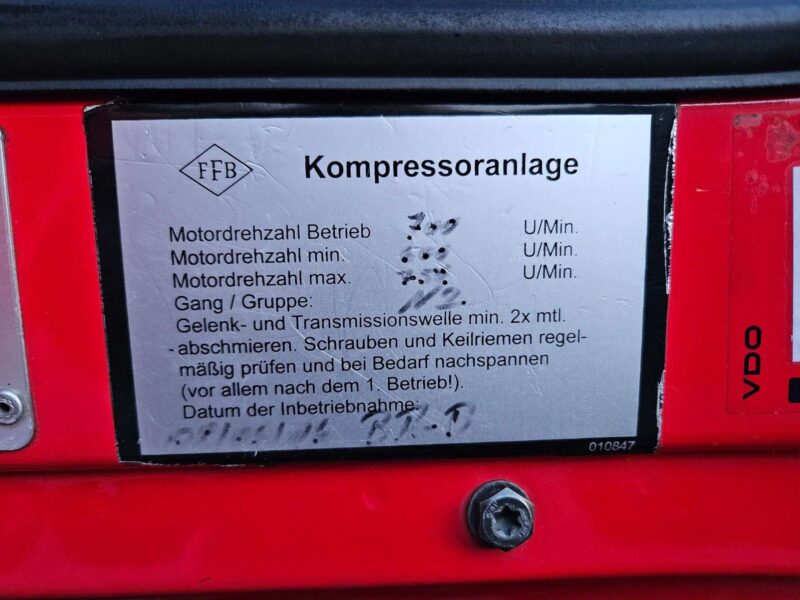 FFB
Kompressoranlage
Motordrehzahl Betrieb U/Min.
Motordrehzahl min. U/Min.
Motordrehzahl max. U/Min.
Gang / Gruppe:
Gelenk- und Transmissionswelle min. 2x mtl.
-abschmieren. Schrauben und Keilriemen regel-
mäßig prüfen und bei Bedarf nachspannen
(vor allem nach dem 1. Betrieb!).
Datum der Inbetriebnahme:
010847
VDO